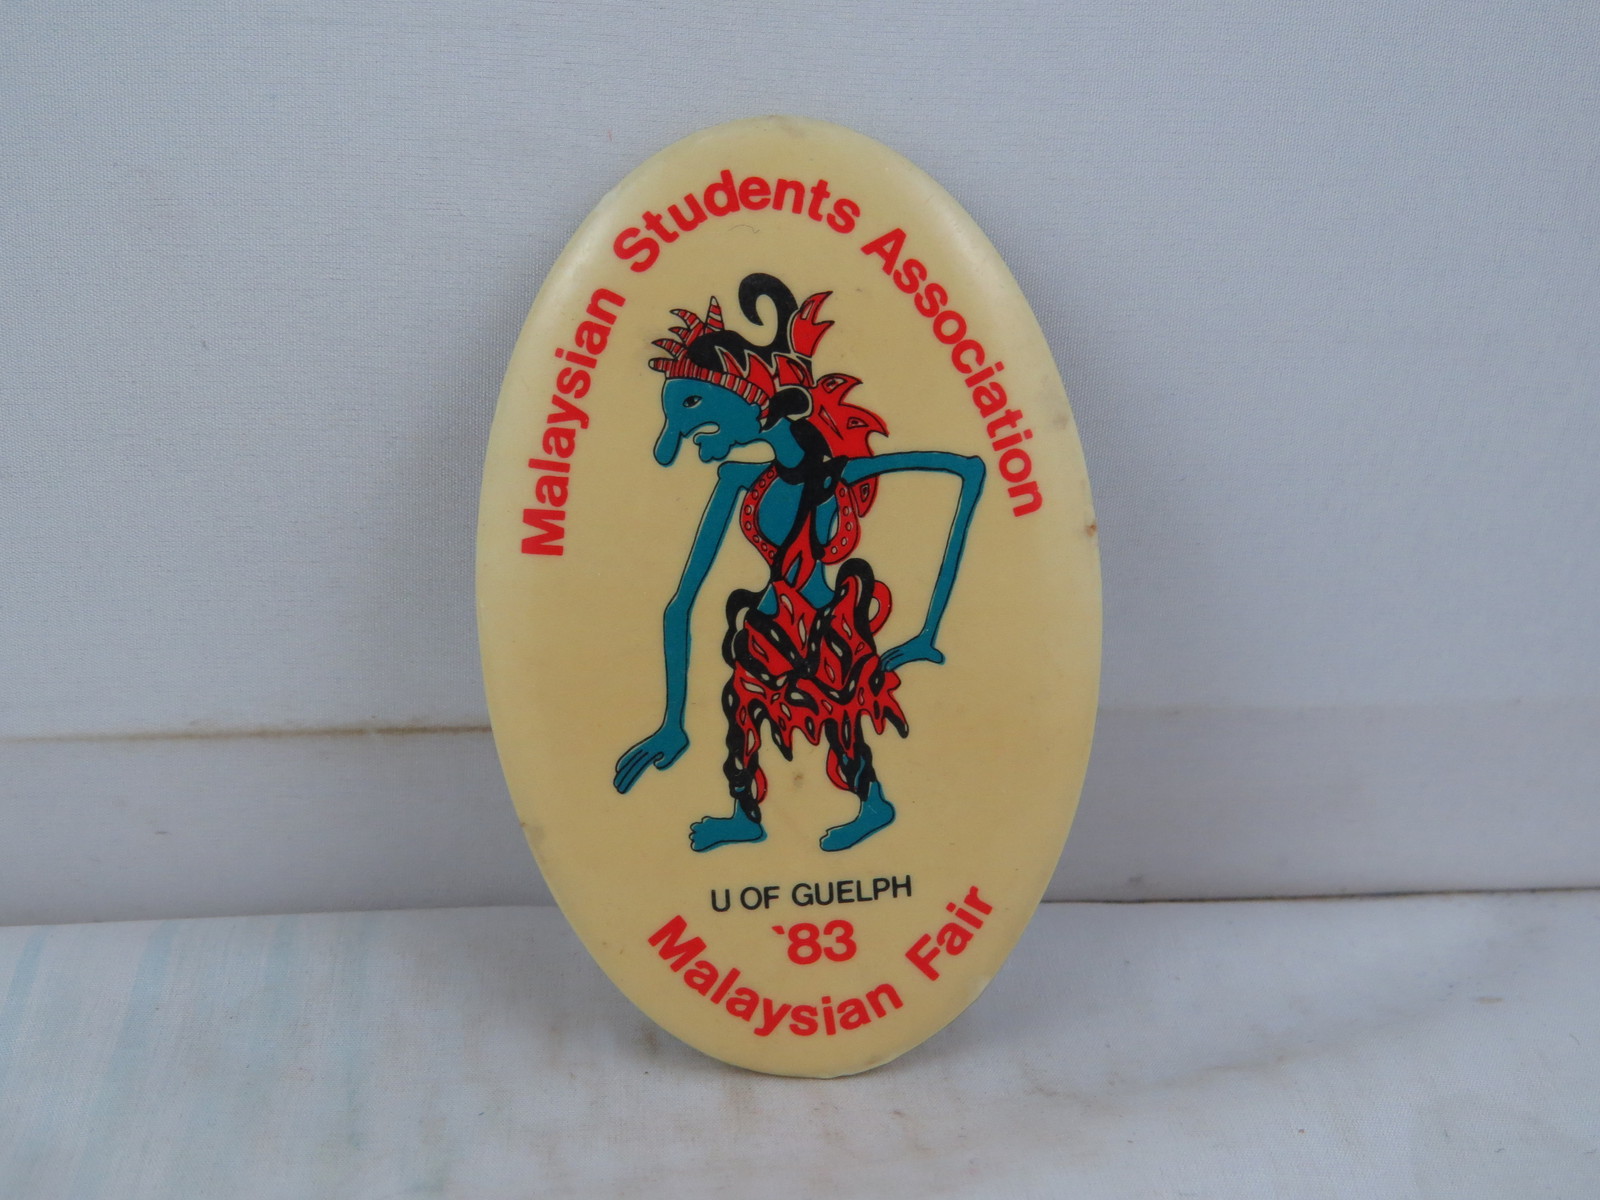 Malaysian Students Association
U OF GUELPH
`83
Malaysian Fair